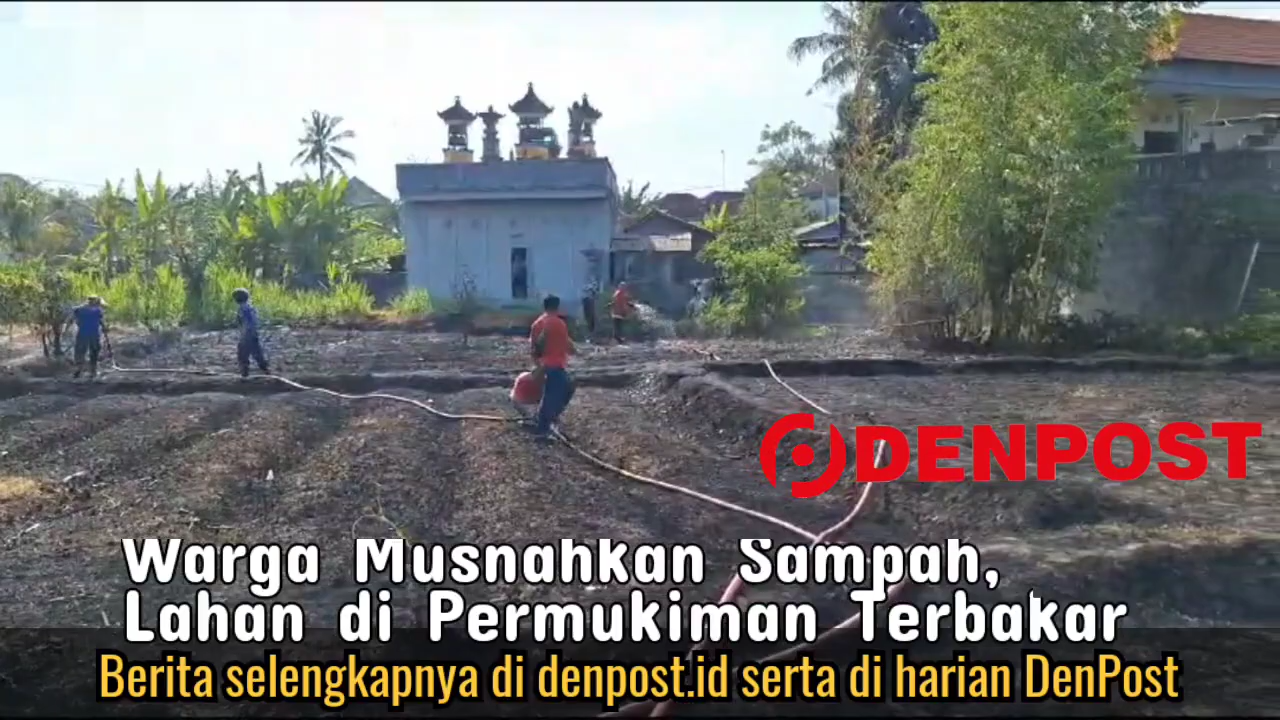 DENPOST
Warga Musnahkan Sampah,
Lahan di Permukiman Terbakar
Berita selengkapnya di denpost.id serta di harian DenPost